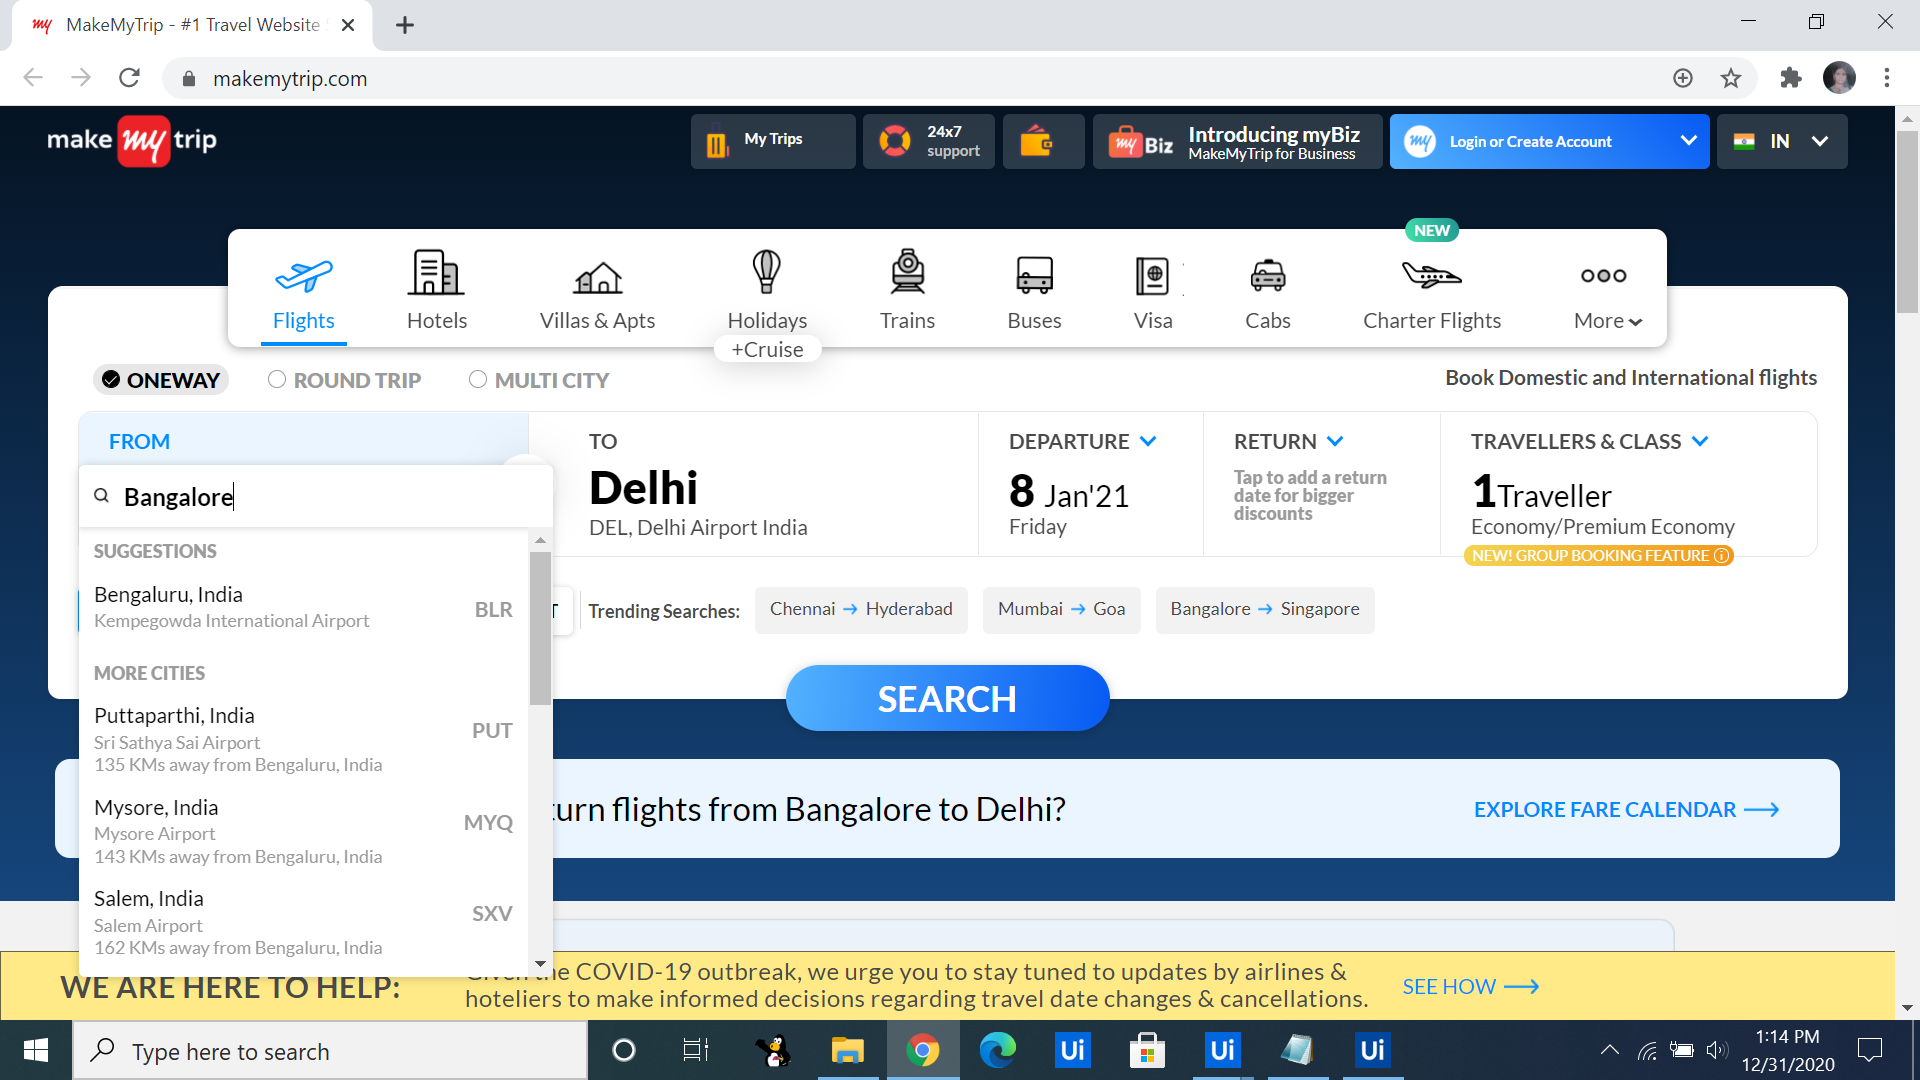 MakeMyTrip - #1 Travel Website
makemytrip.com
make my trip
My Trips
24x7
support
my Biz
Introducing myBiz
MakeMyTrip for Business
my
Login or Create Account
IN
NEW
Flights
Hotels
Villas & Apts
Holidays
+Cruise
Trains
Buses
Visa
Cabs
Charter Flights
More
ONEWAY
ROUND TRIP
MULTI CITY
Book Domestic and International flights
FROM
Bangalore
SUGGESTIONS
Bengaluru, India
Kempegowda International Airport
BLR
MORE CITIES
Puttaparthi, India
Sri Sathya Sai Airport
135 KMs away from Bengaluru, India
PUT
Mysore, India
Mysore Airport
143 KMs away from Bengaluru, India
MYQ
Salem, India
Salem Airport
162 KMs away from Bengaluru, India
SXV
TO
Delhi
DEL, Delhi Airport India
DEPARTURE
8 Jan'21
Friday
RETURN
Tap to add a return
date for bigger
discounts
TRAVELLERS & CLASS
1Traveller
Economy/Premium Economy
NEW! GROUP BOOKING FEATURE
T
Trending Searches:
Chennai → Hyderabad
Mumbai → Goa
Bangalore → Singapore
SEARCH
turn flights from Bangalore to Delhi?
EXPLORE FARE CALENDAR
WE ARE HERE TO HELP:
Given the COVID-19 outbreak, we urge you to stay tuned to updates by airlines &
hoteliers to make informed decisions regarding travel date changes & cancellations.
SEE HOW
Type here to search
Ui
Ui
Ui
1:14 PM
12/31/2020